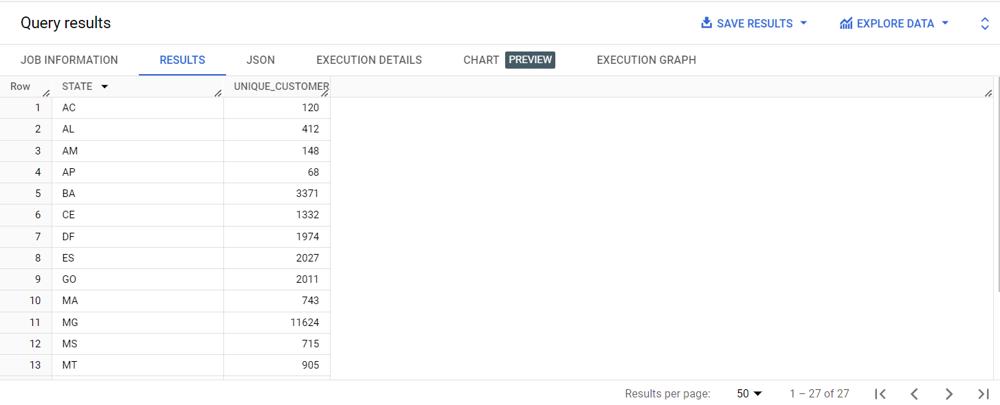 Query results SAVE RESULTS EXPLORE DATA
JOB INFORMATION RESULTS JSON EXECUTION DETAILS CHART PREVIEW EXECUTION GRAPH
Row STATE UNIQUE_CUSTOMER
1 AC 120
2 AL 412
3 AM 148
4 AP 68
5 BA 3371
6 CE 1332
7 DF 1974
8 ES 2027
9 GO 2011
10 MA 743
11 MG 11624
12 MS 715
13 MT 905
Results per page: 50 1 – 27 of 27